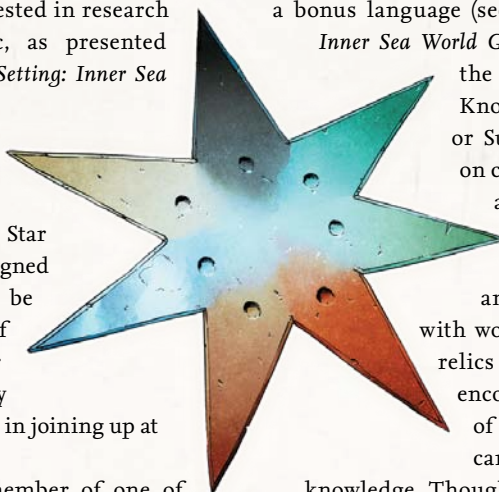 ested in research
c, as presented
Setting: Inner Sea
Star
gned
be
f
y
in joining up at
member of one of
a bonus language (se
Inner Sea World G
the
Kno
or Su
on c
a
an
with wo
relics
enco
of
can
knowledge. Though